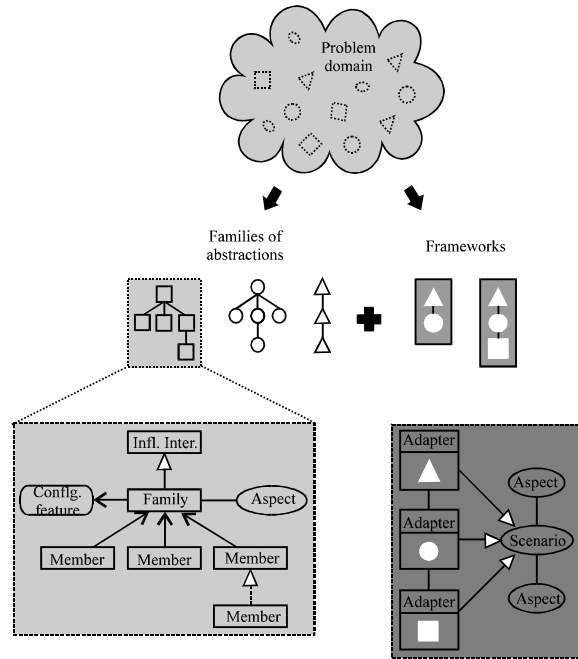 Problem
domain
Families of
abstractions
Frameworks
Infl. Inter.
Conflg.
feature
Family
Aspect
Member
Member
Member
Member
Adapter
Adapter
Adapter
Aspect
Scenario
Aspect